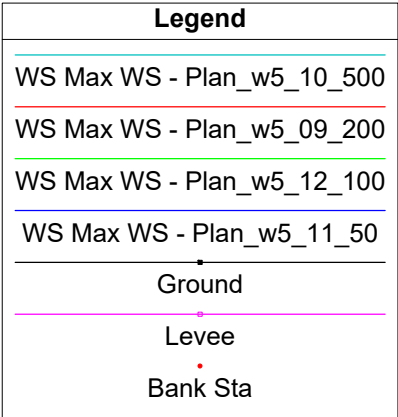 Legend
WS Max WS - Plan_w5_10_500
WS Max WS - Plan_w5_09_200
WS Max WS - Plan_w5_12_100
WS Max WS - Plan_w5_11_50
Ground
Levee
Bank Sta